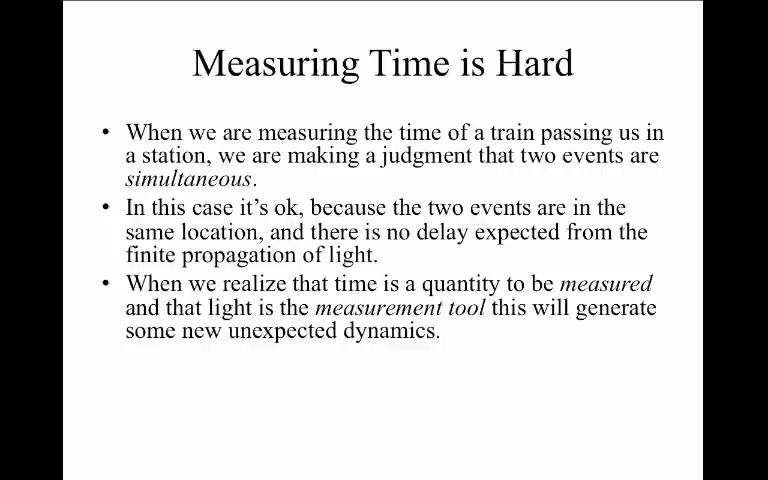 Measuring Time is Hard
• When we are measuring the time of a train passing us in
a station, we are making a judgment that two events are
simultaneous.
• In this case it’s ok, because the two events are in the
same location, and there is no delay expected from the
finite propagation of light.
• When we realize that time is a quantity to be measured
and that light is the measurement tool this will generate
some new unexpected dynamics.